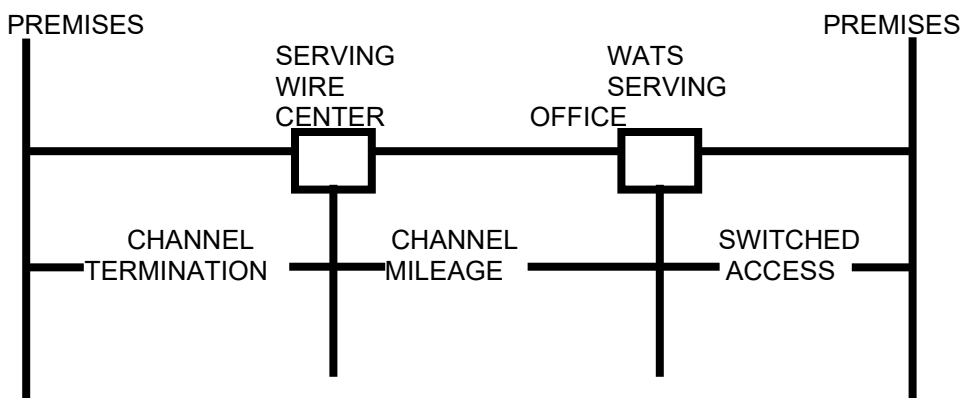 PREMISES
PREMISES
SERVING
WIRE
CENTER
WATS
SERVING
OFFICE
CHANNEL
TERMINATION
CHANNEL
MILEAGE
SWITCHED
ACCESS